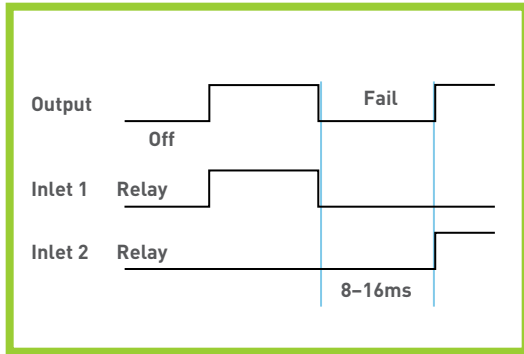 Output
Fail
Off
Inlet 1 Relay
Inlet 2 Relay
8–16ms